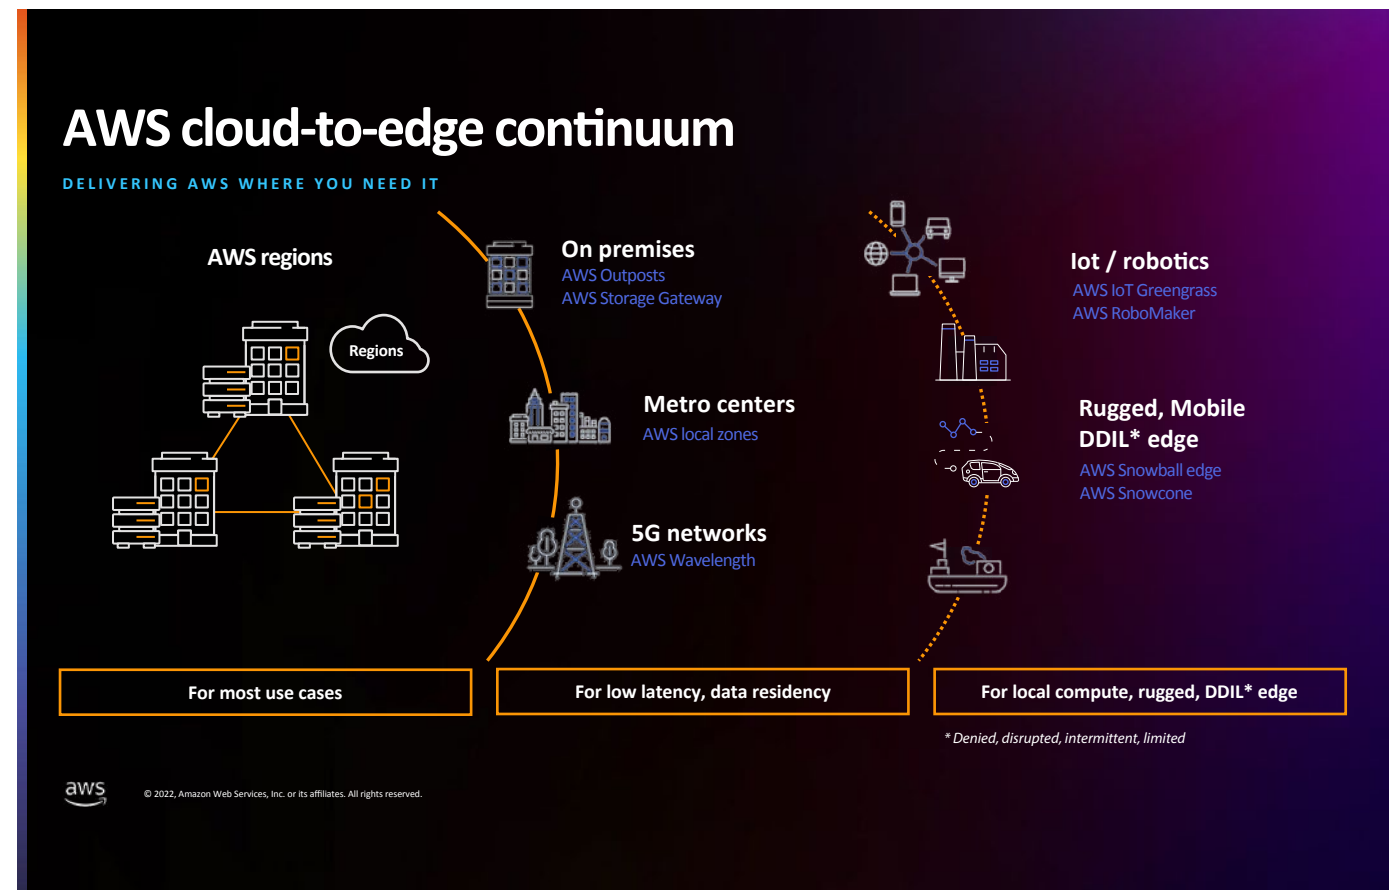 AWS cloud-to-edge continuum
DELIVERING AWS WHERE YOU NEED IT
AWS regions
Regions
On premises
AWS Outposts
AWS Storage Gateway
Metro centers
AWS local zones
5G networks
AWS Wavelength
Iot / robotics
AWS IoT Greengrass
AWS RoboMaker
Rugged, Mobile
DDIL* edge
AWS Snowball edge
AWS Snowcone
For most use cases
For low latency, data residency
For local compute, rugged, DDIL* edge
* Denied, disrupted, intermittent, limited
aws
© 2022, Amazon Web Services, Inc. or its affiliates. All rights reserved.